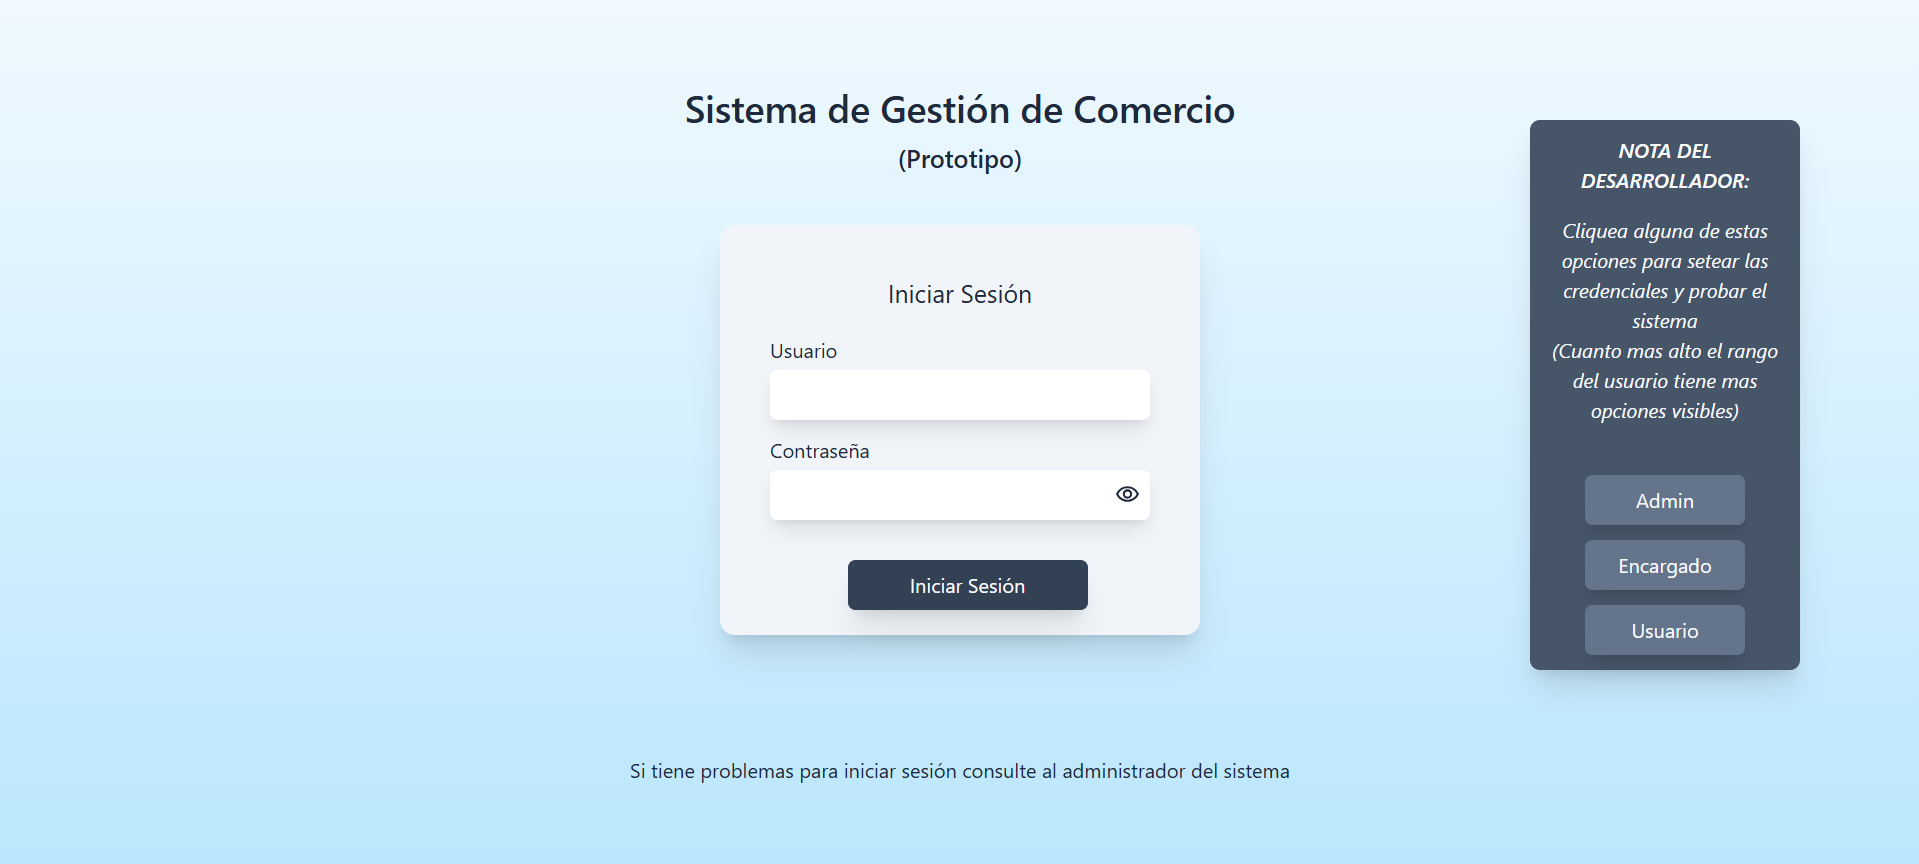 Sistema de Gestión de Comercio
(Prototipo)
Iniciar Sesión
Usuario
Contraseña
Iniciar Sesión
Si tiene problemas para iniciar sesión consulte al administrador del sistema
NOTA DEL
DESARROLLADOR:
Cliquea alguna de estas
opciones para setear las
credenciales y probar el
sistema
(Cuanto mas alto el rango
del usuario tiene mas
opciones visibles)
Admin
Encargado
Usuario